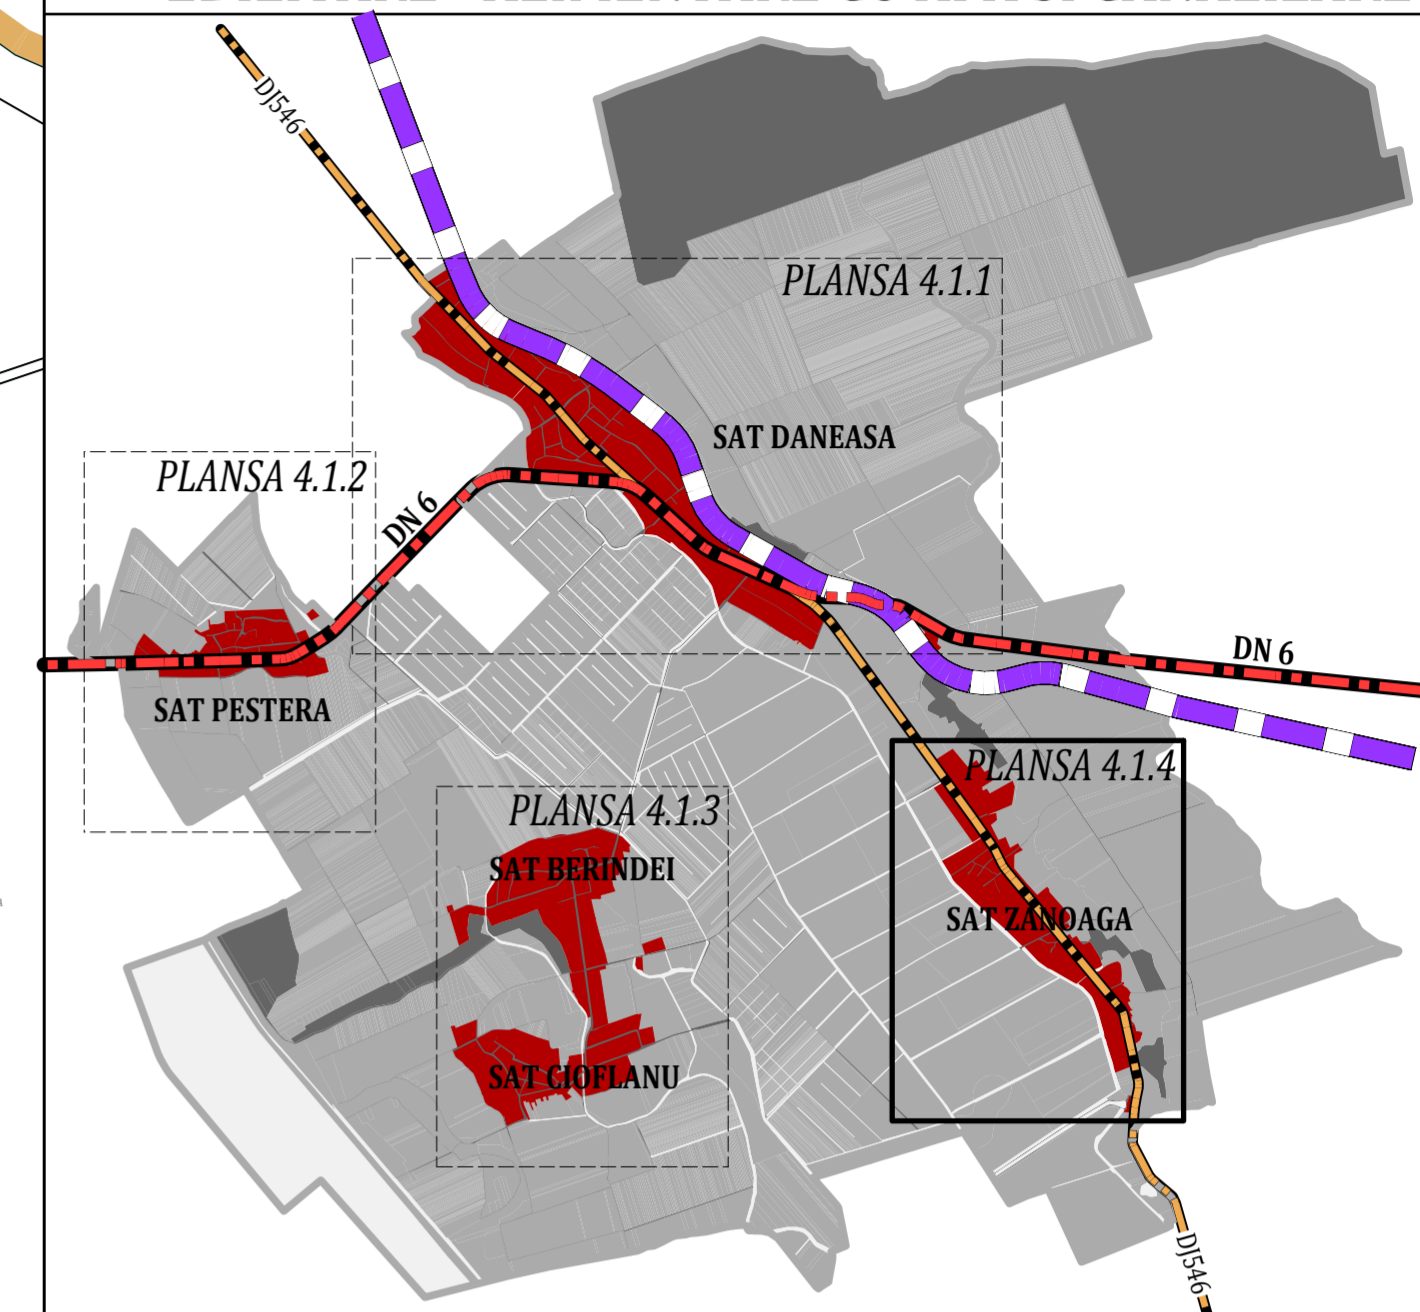 DJ546
PLANSA 4.1.1
SAT DANEASA
PLANSA 4.1.2
DN 6
DN 6
SAT PESTERA
PLANSA 4.1.4
PLANSA 4.1.3
SAT BERINDEI
SAT ZANOAGA
SAT CIOFLANU
DJ546